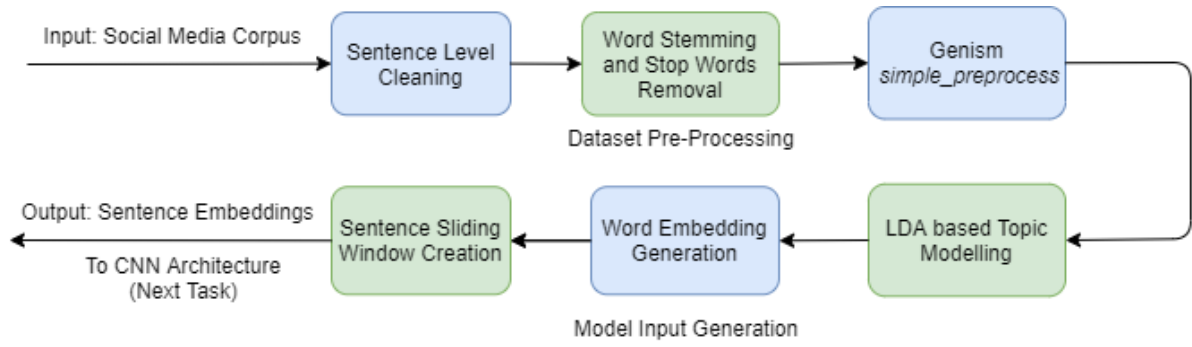 Input: Social Media Corpus
Sentence Level
Cleaning
Word Stemming
and Stop Words
Removal
Genism
simple_preprocess
Dataset Pre-Processing
Output: Sentence Embeddings
To CNN Architecture
(Next Task)
Sentence Sliding
Window Creation
Word Embedding
Generation
LDA based Topic
Modelling
Model Input Generation